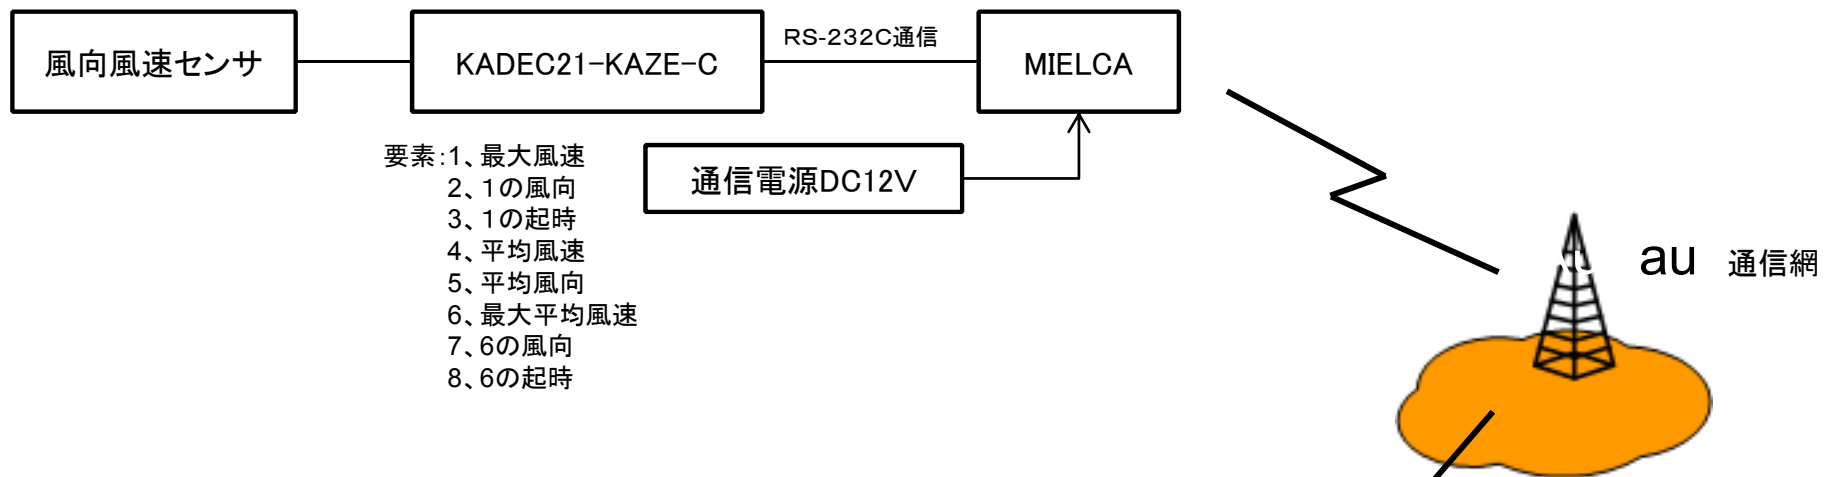 風向風速センサ
KADEC21-KAZE-C
RS-232C通信
MIELCA
要素:1、最大風速
2、1の風向
3、1の起時
4、平均風速
5、平均風向
6、最大平均風速
7、6の風向
8、6の起時
通信電源DC12V
au 通信網